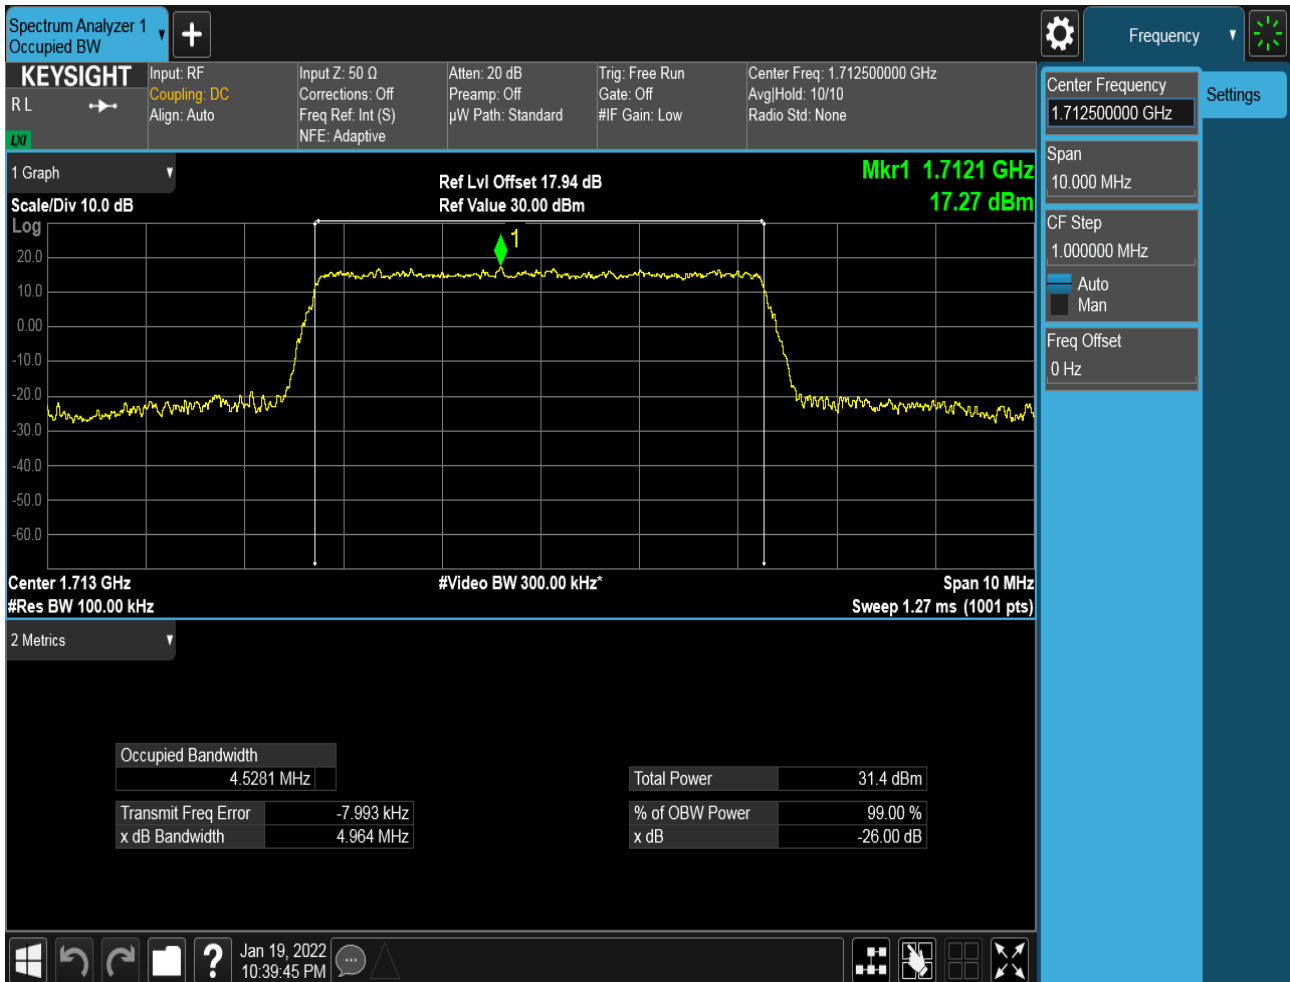 Spectrum Analyzer 1
Occupied BW
Frequency
KEYSIGHT
R L
LXI
Input: RF
Coupling: DC
Align: Auto
Input Z: 50 Ω
Corrections: Off
Freq Ref: Int (S)
NFE: Adaptive
Atten: 20 dB
Preamp: Off
µW Path: Standard
Trig: Free Run
Gate: Off
#IF Gain: Low
Center Freq: 1.712500000 GHz
Avg|Hold: 10/10
Radio Std: None
Center Frequency
1.712500000 GHz
Settings
Span
10.000 MHz
CF Step
1.000000 MHz
Auto
Man
Freq Offset
0 Hz
1 Graph
Scale/Div 10.0 dB
Log
Ref Lvl Offset 17.94 dB
Ref Value 30.00 dBm
Mkr1 1.7121 GHz
17.27 dBm
1
20.0
10.0
0.00
-10.0
-20.0
-30.0
-40.0
-50.0
-60.0
Center 1.713 GHz
#Res BW 100.00 kHz
#Video BW 300.00 kHz*
Span 10 MHz
Sweep 1.27 ms (1001 pts)
2 Metrics
Occupied Bandwidth
4.5281 MHz
Transmit Freq Error -7.993 kHz
x dB Bandwidth 4.964 MHz
Total Power 31.4 dBm
% of OBW Power 99.00 %
x dB -26.00 dB
?
Jan 19, 2022
10:39:45 PM